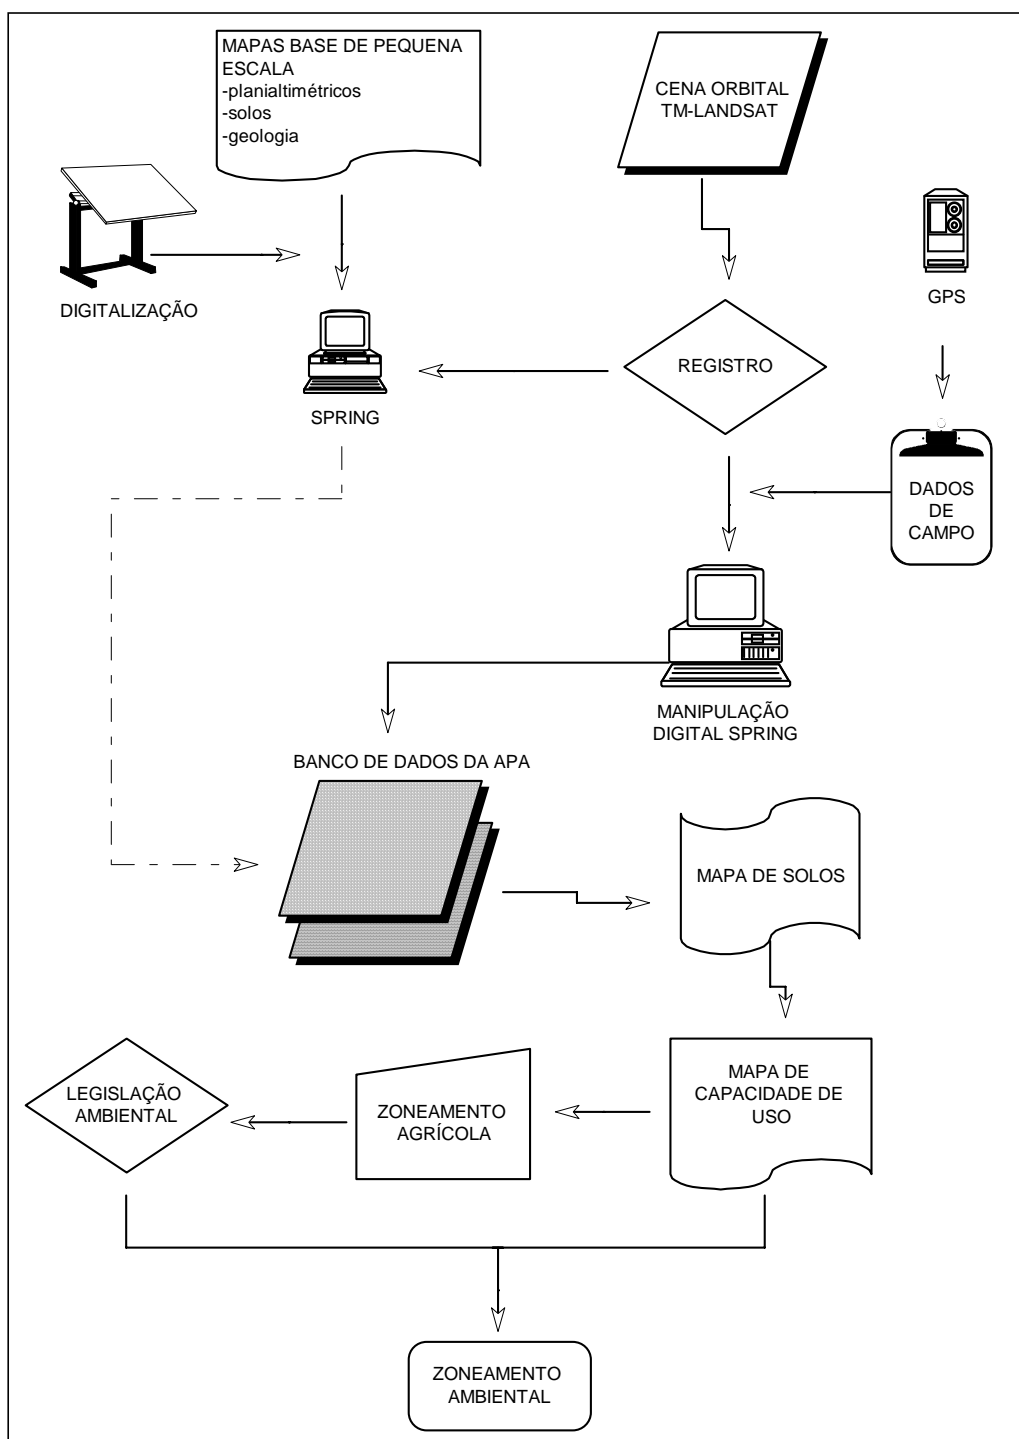 MAPAS BASE DE PEQUENA
ESCALA
-planialtimétricos
-solos
-geologia
CENA ORBITAL
TM-LANDSAT
DIGITALIZAÇÃO
GPS
SPRING
REGISTRO
DADOS
DE
CAMPO
MANIPULAÇÃO
DIGITAL SPRING
BANCO DE DADOS DA APA
MAPA DE SOLOS
LEGISLAÇÃO
AMBIENTAL
ZONEAMENTO
AGRÍCOLA
MAPA DE
CAPACIDADE DE
USO
ZONEAMENTO
AMBIENTAL